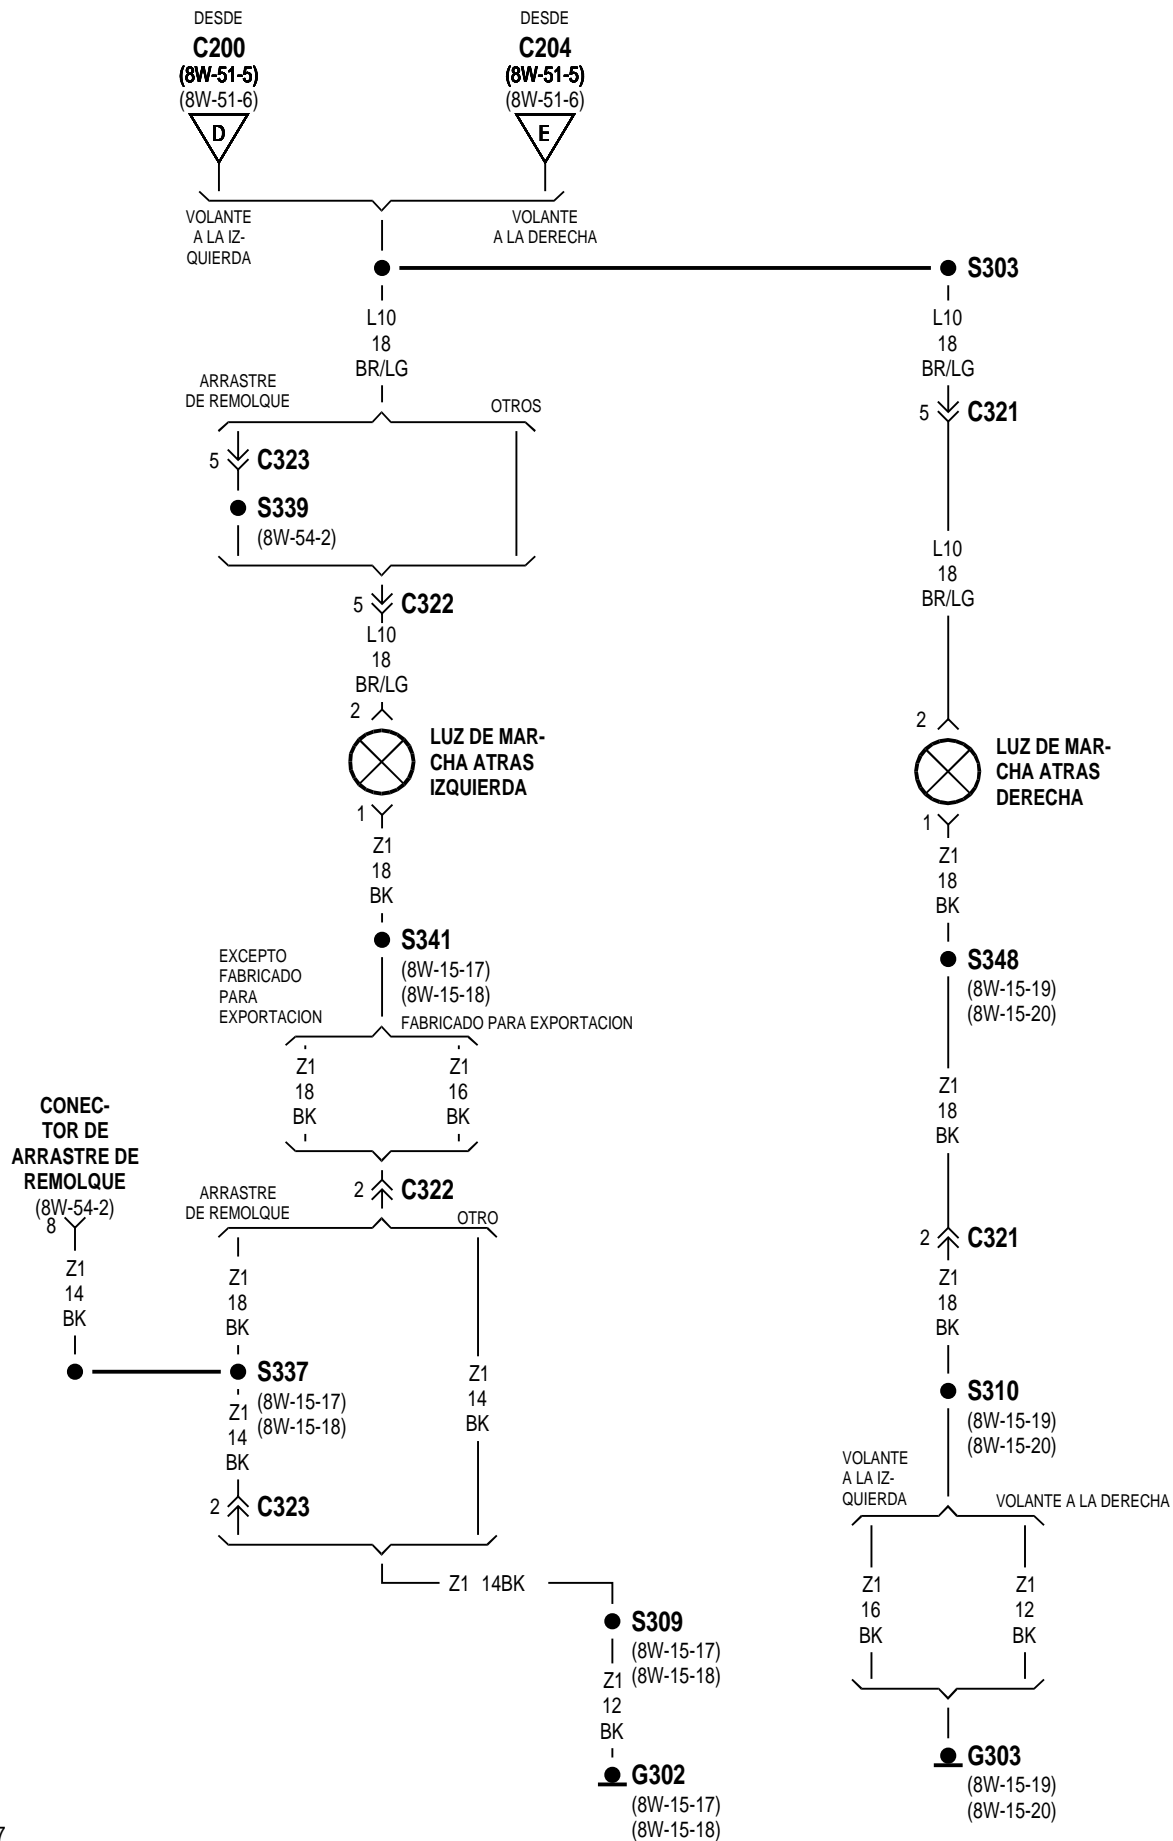 DESDE
C200
(8W-51-5)
(8W-51-6)
D
DESDE
C204
(8W-51-5)
(8W-51-6)
E
VOLANTE
A LA IZ-
QUIERDA
VOLANTE
A LA DERECHA
S303
L10
18
BR/LG
L10
18
BR/LG
ARRASTRE
DE REMOLQUE
OTROS
5
C321
5
C323
S339
(8W-54-2)
L10
18
BR/LG
5
C322
L10
18
BR/LG
2
LUZ DE MAR-
CHA ATRAS
IZQUIERDA
1
2
LUZ DE MAR-
CHA ATRAS
DERECHA
1
Z1
18
BK
Z1
18
BK
S341
(8W-15-17)
(8W-15-18)
S348
(8W-15-19)
(8W-15-20)
EXCEPTO
FABRICADO
PARA
EXPORTACION
FABRICADO PARA EXPORTACION
Z1
18
BK
Z1
16
BK
Z1
18
BK
CONEC-
TOR DE
ARRASTRE DE
REMOLQUE
(8W-54-2)
8
2
C322
ARRASTRE
DE REMOLQUE
OTRO
2
C321
Z1
14
BK
Z1
18
BK
Z1
18
BK
S337
(8W-15-17)
(8W-15-18)
Z1
14
BK
Z1
14
BK
S310
(8W-15-19)
(8W-15-20)
2
C323
VOLANTE
A LA IZ-
QUIERDA
VOLANTE A LA DERECHA
Z1 14BK
Z1
16
BK
Z1
12
BK
S309
(8W-15-17)
(8W-15-18)
Z1
12
BK
G302
(8W-15-17)
(8W-15-18)
G303
(8W-15-19)
(8W-15-20)
7